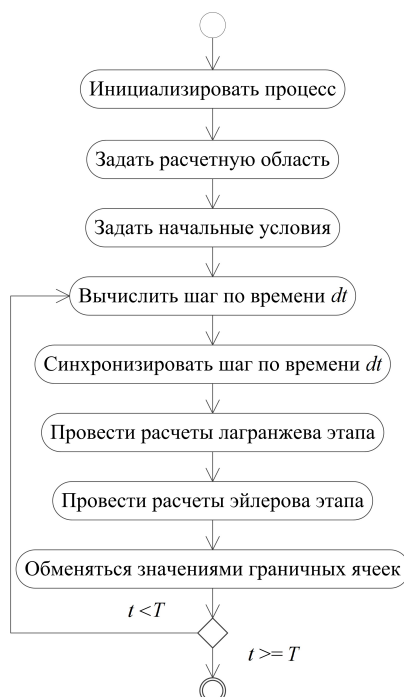 Инициализировать процесс
Задать расчетную область
Задать начальные условия
Вычислить шаг по времени dt
Синхронизировать шаг по времени dt
Провести расчеты лагранжева этапа
Провести расчеты эйлерова этапа
Обменяться значениями граничных ячеек
t < T
t >= T